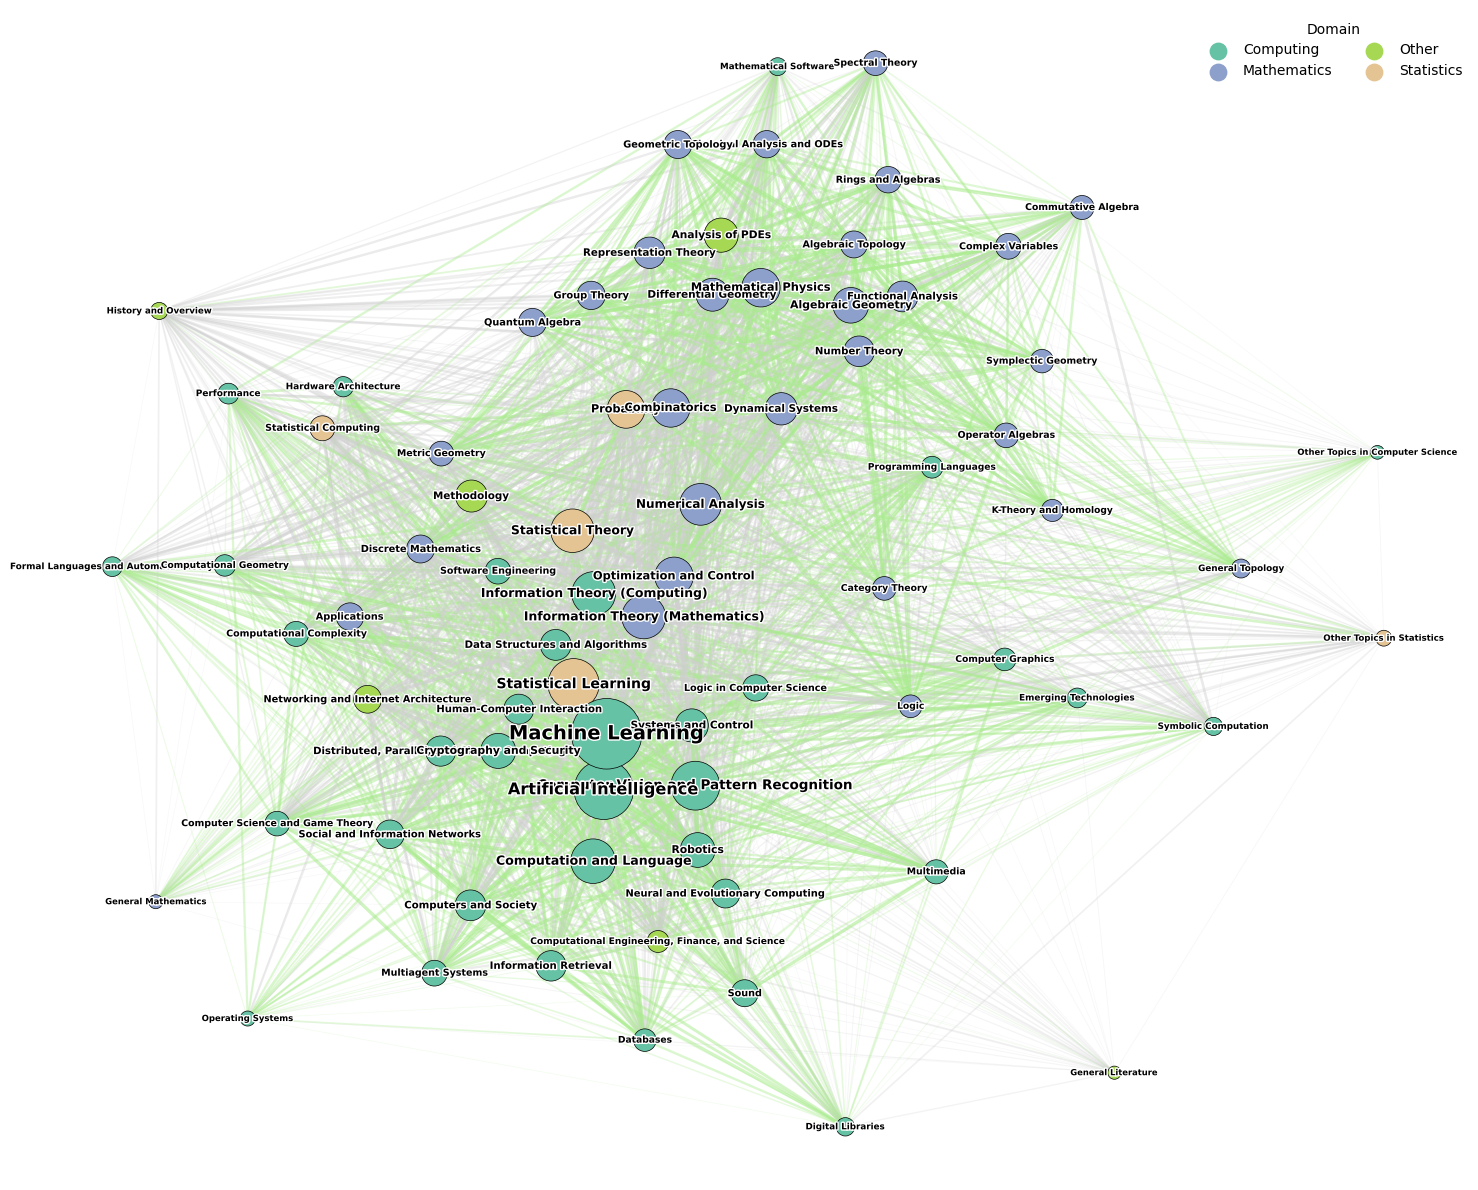 Domain
Computing
Other
Mathematics
Statistics
Mathematical Software
Spectral Theory
Geometric Topology
l Analysis and ODEs
Rings and Algebras
Commutative Algebra
Analysis of PDEs
Representation Theory
Algebraic Topology
Complex Variables
Mathematical Physics
Group Theory
Differential Geometry
Functional Analysis
Algebraic Geometry
History and Overview
Quantum Algebra
Number Theory
Symplectic Geometry
Hardware Architecture
Performance
Combinatorics
Dynamical Systems
Statistical Computing
Operator Algebras
Metric Geometry
Other Topics in Computer Science
Programming Languages
Methodology
Numerical Analysis
K-Theory and Homology
Statistical Theory
Discrete Mathematics
Formal Languages and Autom
Computational Geometry
Software Engineering
General Topology
Optimization and Control
Category Theory
Information Theory (Computing)
Applications
Information Theory (Mathematics)
Computational Complexity
Other Topics in Statistics
Data Structures and Algorithms
Computer Graphics
Statistical Learning
Logic in Computer Science
Networking and Internet Architecture
Emerging Technologies
Human-Computer Interaction
Logic
Systems and Control
Symbolic Computation
Machine Learning
Distributed, Parall
Cryptography and Security
and Pattern Recognition
Artificial Intelligence
Computer Science and Game Theory
Social and Information Networks
Robotics
Computation and Language
Multimedia
Neural and Evolutionary Computing
General Mathematics
Computers and Society
Computational Engineering, Finance, and Science
Information Retrieval
Multiagent Systems
Sound
Operating Systems
Databases
General Literature
Digital Libraries